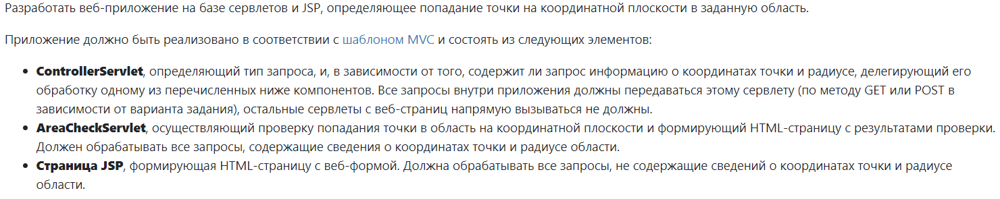 Разработать веб-приложение на базе сервлетов и JSP, определяющее попадание точки на координатной плоскости в заданную область.
Приложение должно быть реализовано в соответствии с шаблоном MVC и состоять из следующих элементов:
• ControllerServlet, определяющий тип запроса, и, в зависимости от того, содержит ли запрос информацию о координатах точки и радиусе, делегирующий его
обработку одному из перечисленных ниже компонентов. Все запросы внутри приложения должны передаваться этому сервлету (по методу GET или POST в
зависимости от варианта задания), остальные сервлеты с веб-страниц напрямую вызываться не должны.
• AreaCheckServlet, осуществляющий проверку попадания точки в область на координатной плоскости и формирующий HTML-страницу с результатами проверки.
Должен обрабатывать все запросы, содержащие сведения о координатах точки и радиусе области.
• Страница JSP, формирующая HTML-страницу с веб-формой. Должна обрабатывать все запросы, не содержащие сведений о координатах точки и радиусе
области.